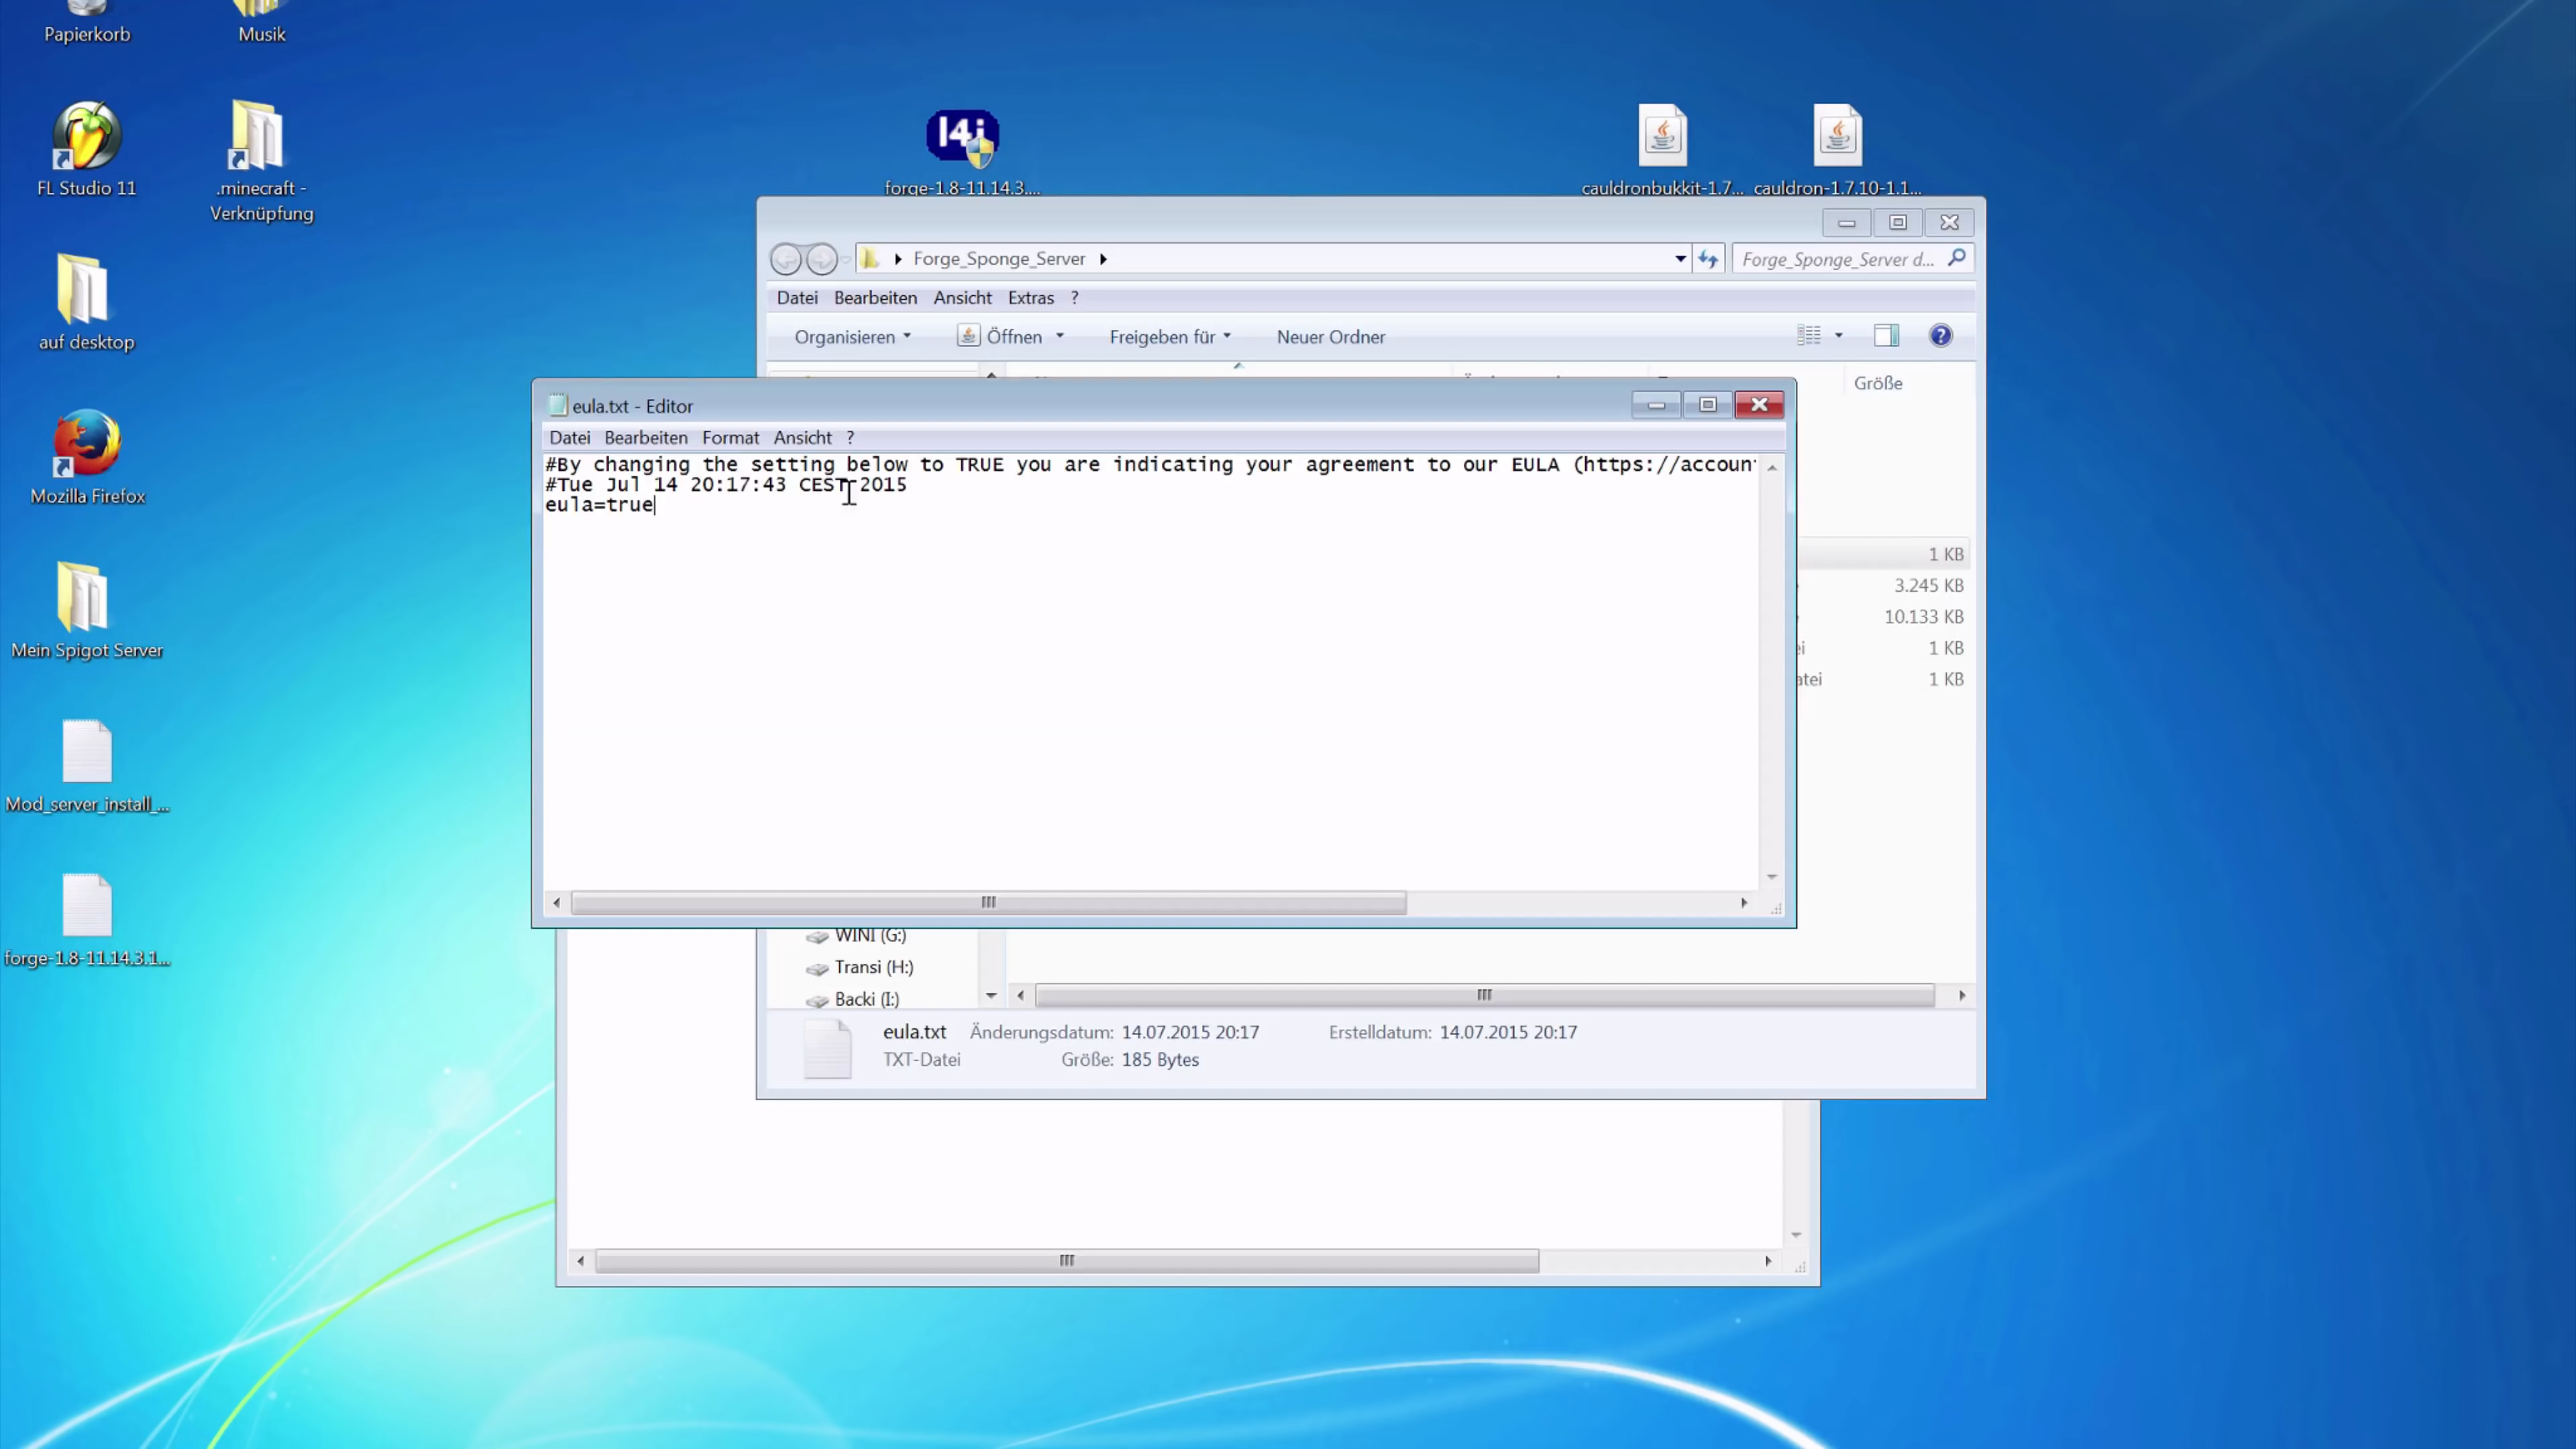 Papierkorb
Musik
FL Studio 11
.minecraft -
Verknüpfung
auf desktop
Mozilla Firefox
Mein Spigot Server
Mod_server_install_...
forge-1.8-11.14.3.1...
l4j
forge-1.8-11.14.3....
cauldronbukkit-1.7...
cauldron-1.7.10-1.1...
Forge_Sponge_Server
Forge_Sponge_Server d...
Datei Bearbeiten Ansicht Extras ?
Organisieren Öffnen Freigeben für Neuer Ordner
Größe
eula.txt - Editor
Datei Bearbeiten Format Ansicht ?
#By changing the setting below to TRUE you are indicating your agreement to our EULA (https://accoun
#Tue Jul 14 20:17:43 CEST 2015
eula=true
1 KB
3.245 KB
10.133 KB
1 KB
atei 1 KB
WINI (G:)
Transi (H:)
Backi (I:)
eula.txt Änderungsdatum: 14.07.2015 20:17 Erstelldatum: 14.07.2015 20:17
TXT-Datei Größe: 185 Bytes